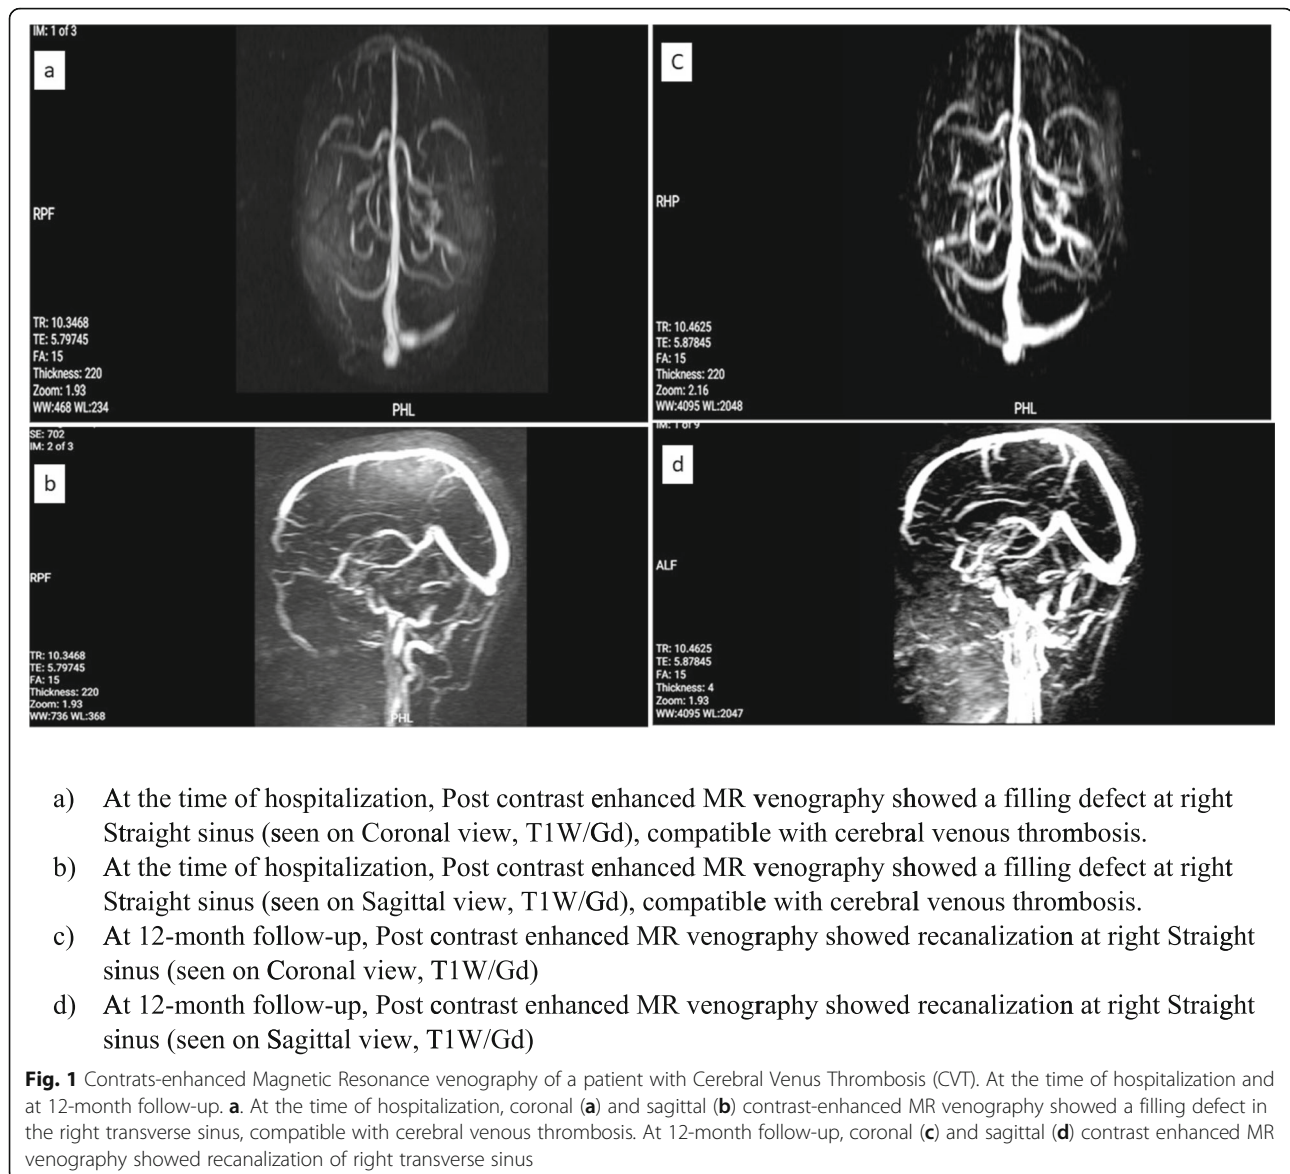 IM: 1 of 3
a
RPF
TR: 10.3468
TE: 5.79745
FA: 15
Thickness: 220
Zoom: 1.93
WW:468 WL:234
PHL
C
RHP
TR: 10.4625
TE: 5.87845
FA: 15
Thickness: 220
Zoom: 2.16
WW:4095 WL:2048
PHL
SE: 702
IM: 2 of 3
b
RPF
TR: 10.3468
TE: 5.79745
FA: 15
Thickness: 220
Zoom: 1.93
WW:736 WL:368
PHL
IM: 1 of 9
d
ALF
TR: 10.4625
TE: 5.87845
FA: 15
Thickness: 4
Zoom: 1.93
WW:4095 WL:2047
a) At the time of hospitalization, Post contrast enhanced MR venography showed a filling defect at right
Straight sinus (seen on Coronal view, T1W/Gd), compatible with cerebral venous thrombosis.
b) At the time of hospitalization, Post contrast enhanced MR venography showed a filling defect at right
Straight sinus (seen on Sagittal view, T1W/Gd), compatible with cerebral venous thrombosis.
c) At 12-month follow-up, Post contrast enhanced MR venography showed recanalization at right Straight
sinus (seen on Coronal view, T1W/Gd)
d) At 12-month follow-up, Post contrast enhanced MR venography showed recanalization at right Straight
sinus (seen on Sagittal view, T1W/Gd)
Fig. 1 Contrats-enhanced Magnetic Resonance venography of a patient with Cerebral Venus Thrombosis (CVT). At the time of hospitalization and
at 12-month follow-up. a. At the time of hospitalization, coronal (a) and sagittal (b) contrast-enhanced MR venography showed a filling defect in
the right transverse sinus, compatible with cerebral venous thrombosis. At 12-month follow-up, coronal (c) and sagittal (d) contrast enhanced MR
venography showed recanalization of right transverse sinus